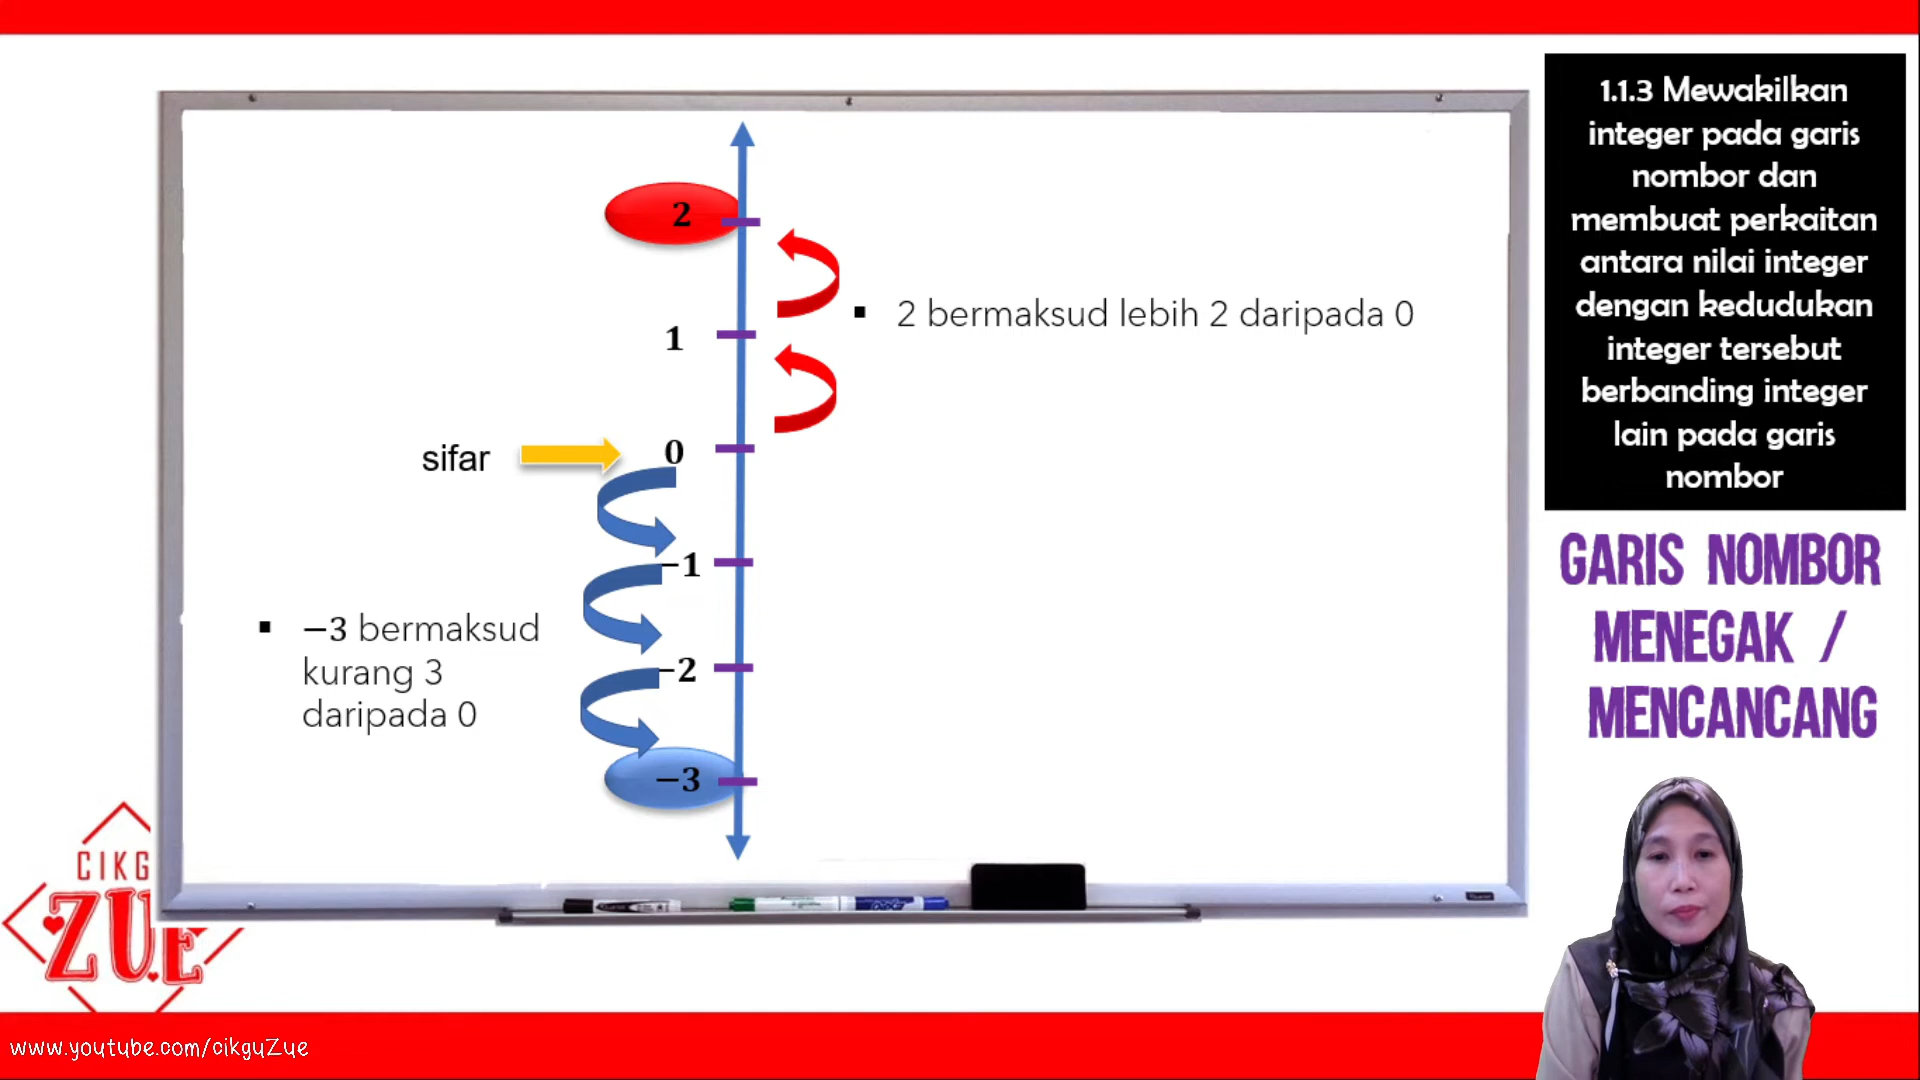 1.1.3 Mewakilkan
integer pada garis
nombor dan
membuat perkaitan
antara nilai integer
dengan kedudukan
integer tersebut
berbanding integer
lain pada garis
nombor
GARIS NOMBOR
MENEGAK /
MENCANCANG
2
▪ 2 bermaksud lebih 2 daripada 0
1
sifar
0
−1
▪ −3 bermaksud
kurang 3
daripada 0
−2
−3
CIKG
ZUE
www.youtube.com/cikguZue